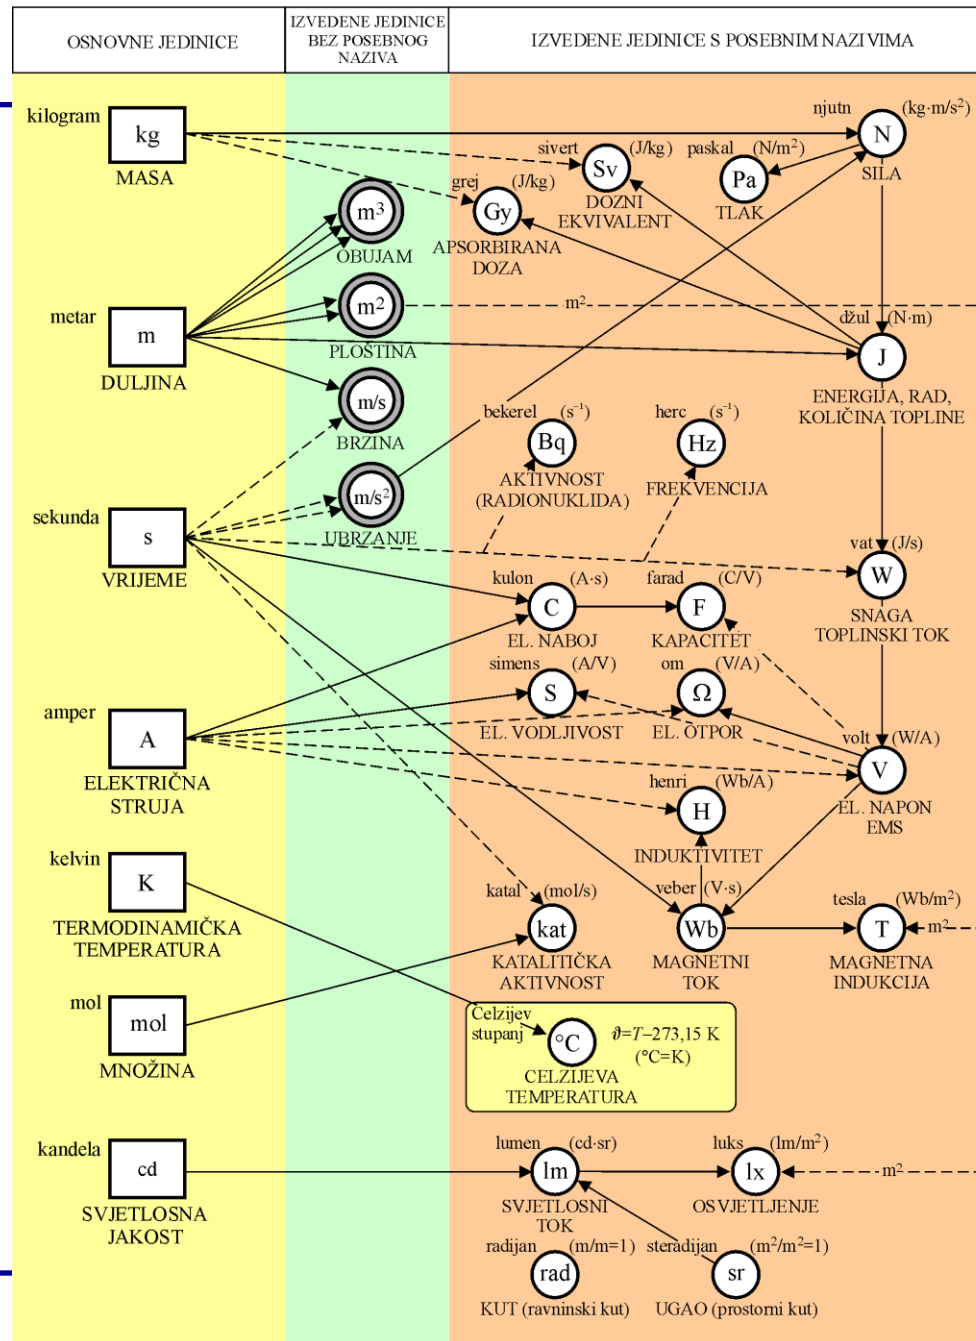 OSNOVNE JEDINICE
IZVEDENE JEDINICE
BEZ POSEBNOG
NAZIVA
IZVEDENE JEDINICE S POSEBNIM NAZIVIMA
kilogram
kg
MASA
njutn
(kg·m/s²)
N
SILA
sivert
(J/kg)
Sv
DOZNI
EKVIVALENT
paskal
(N/m²)
Pa
TLAK
grej
(J/kg)
Gy
APSORBIRANA
DOZA
m³
OBUJAM
metar
m
DULJINA
m²
PLOŠTINA
m²
džul
(N·m)
J
ENERGIJA, RAD,
KOLIČINA TOPLINE
m/s
BRZINA
bekerel
(s⁻¹)
Bq
AKTIVNOST
(RADIONUKLIDA)
herc
(s⁻¹)
Hz
FREKVENCIJA
m/s²
UBRZANJE
sekunda
s
VRIJEME
vat
(J/s)
W
SNAGA
TOPLINSKI TOK
kulon
(A·s)
C
EL. NABOJ
farad
(C/V)
F
KAPACITET
simens
(A/V)
S
EL. VODLJIVOST
om
(V/A)
Ω
EL. OTPOR
amper
A
ELEKTRIČNA
STRUJA
volt
(W/A)
V
EL. NAPON
EMS
henri
(Wb/A)
H
INDUKTIVITET
kelvin
K
TERMODINAMIČKA
TEMPERATURA
katal
(mol/s)
kat
KATALITIČKA
AKTIVNOST
veber
(V·s)
Wb
MAGNETNI
TOK
tesla
(Wb/m²)
T
m²
MAGNETNA
INDUKCIJA
mol
mol
MNOŽINA
Celzijev
stupanj
°C
ϑ=T–273,15 K
(°C=K)
CELZIJEVA
TEMPERATURA
kandela
cd
SVJETLOSNA
JAKOST
lumen
(cd·sr)
lm
SVJETLOSNI
TOK
luks
(lm/m²)
lx
m²
OSVJETLJENJE
radijan
(m/m=1)
rad
KUT (ravninski kut)
steradijan
(m²/m²=1)
sr
UGAO (prostorni kut)